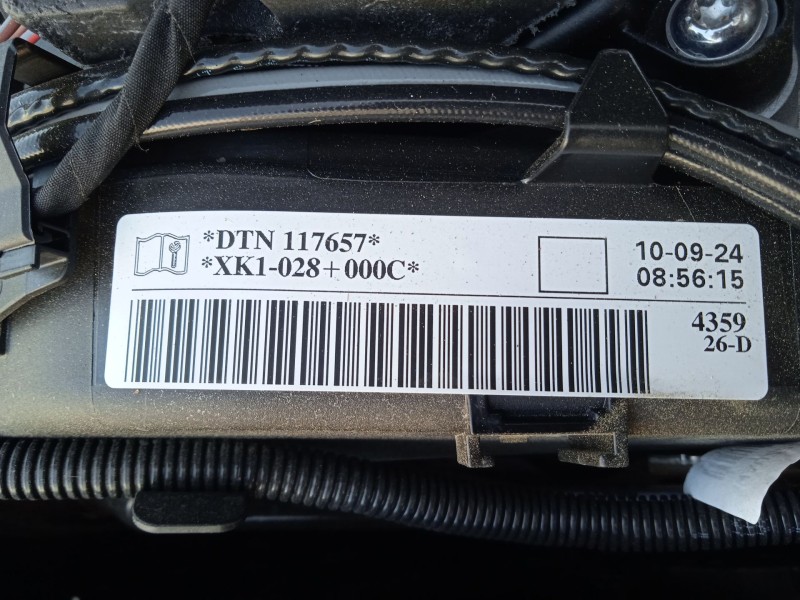 *DTN 117657*
*XK1-028+000C*
10-09-24
08:56:15
4359
26-D